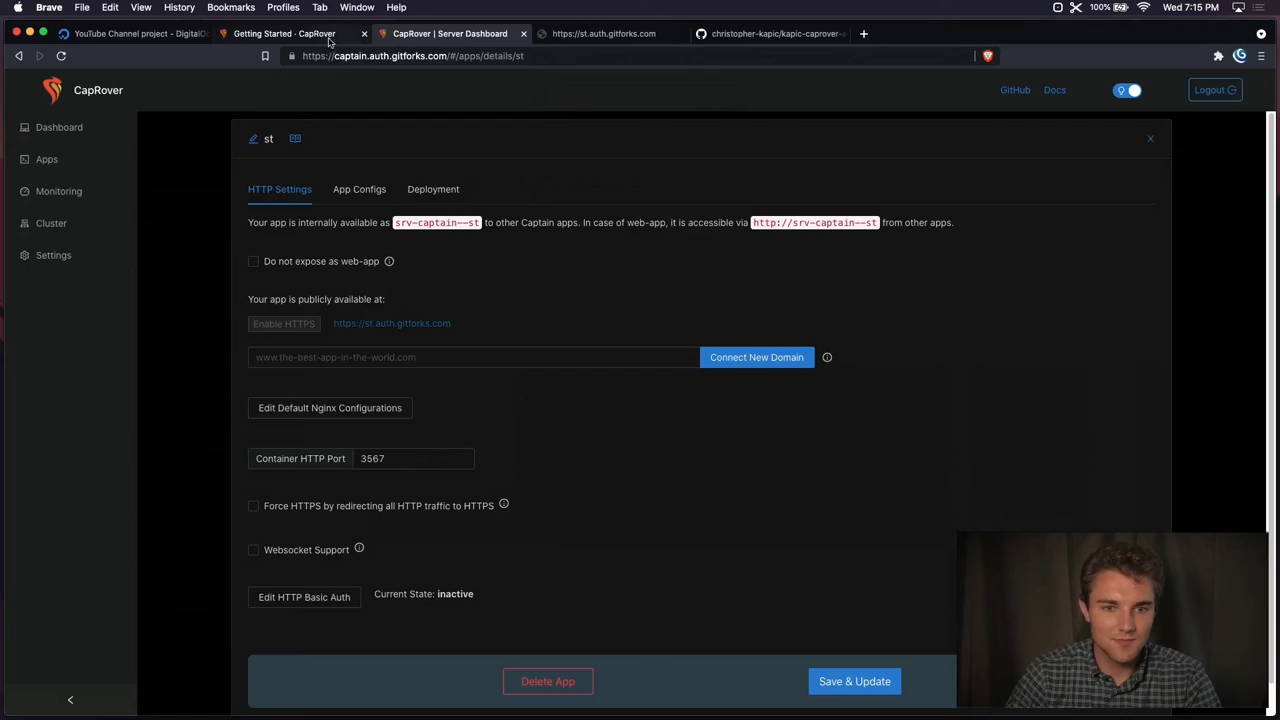 Brave File Edit View History Bookmarks Profiles Tab Window Help 100% Wed 7:15 PM
YouTube Channel project - DigitalO Getting Started - CapRover CapRover | Server Dashboard https://st.auth.gitforks.com christopher-kapic/kapic-caprover-
https://captain.auth.gitforks.com/#/apps/details/st
CapRover GitHub Docs Logout
Dashboard
st
Apps
HTTP Settings App Configs Deployment
Monitoring
Your app is internally available as srv-captain--st to other Captain apps. In case of web-app, it is accessible via http://srv-captain--st from other apps.
Cluster
Settings
Do not expose as web-app
Your app is publicly available at:
Enable HTTPS https://st.auth.gitforks.com
www.the-best-app-in-the-world.com Connect New Domain
Edit Default Nginx Configurations
Container HTTP Port 3567
Force HTTPS by redirecting all HTTP traffic to HTTPS
Websocket Support
Edit HTTP Basic Auth Current State: inactive
Delete App Save & Update